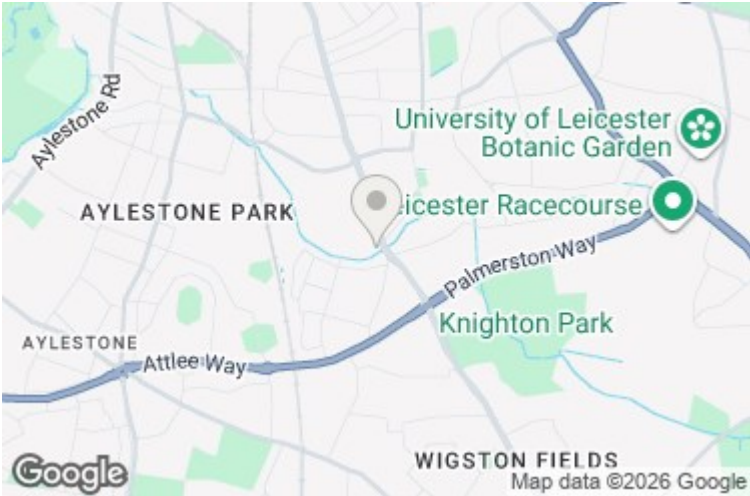 Aylestone Rd
University of Leicester
Botanic Garden
AYLESTONE PARK
eicester Racecourse
Palmerston Way
Knighton Park
AYLESTONE
Attlee Way
WIGSTON FIELDS
Google
Map data ©2026 Google